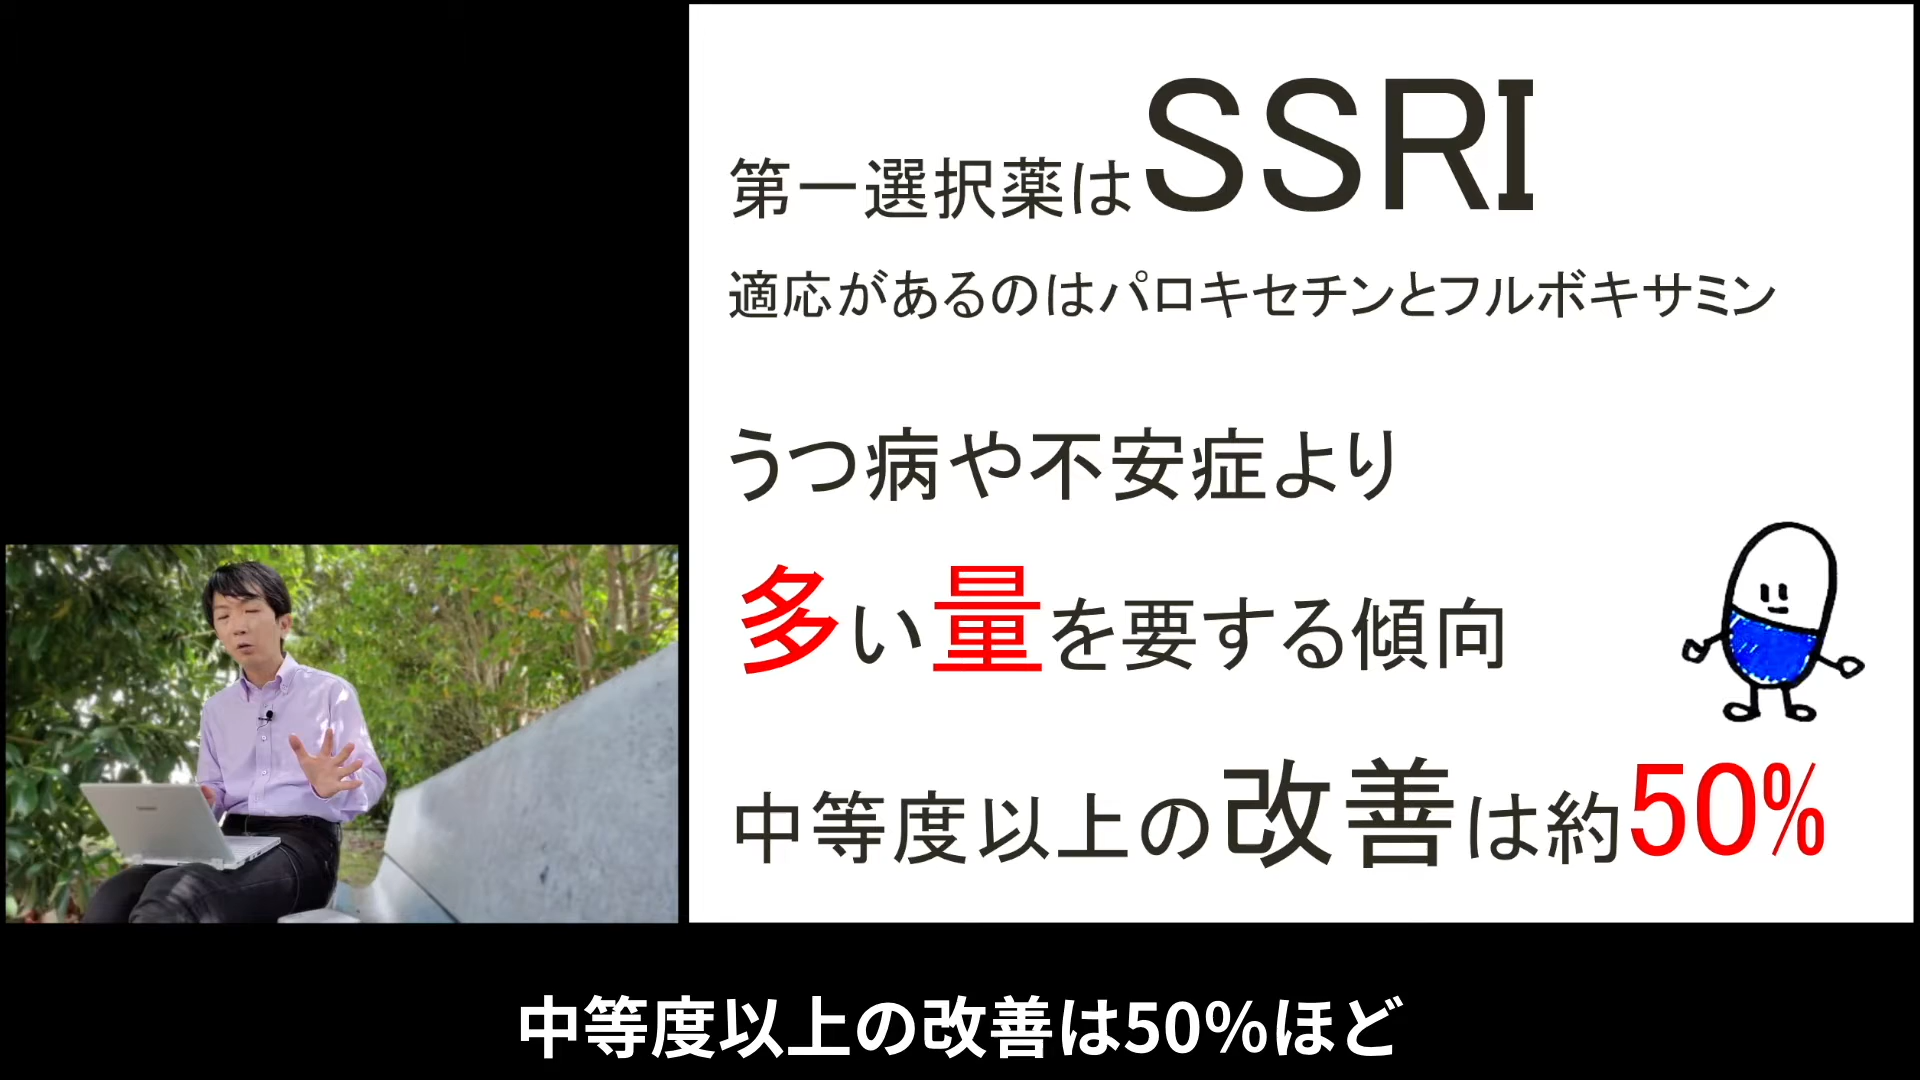 第一選択薬はSSRI
適応があるのはパロキセチンとフルボキサミン
うつ病や不安症より
多い量を要する傾向
中等度以上の改善は約50%
中等度以上の改善は50%ほど